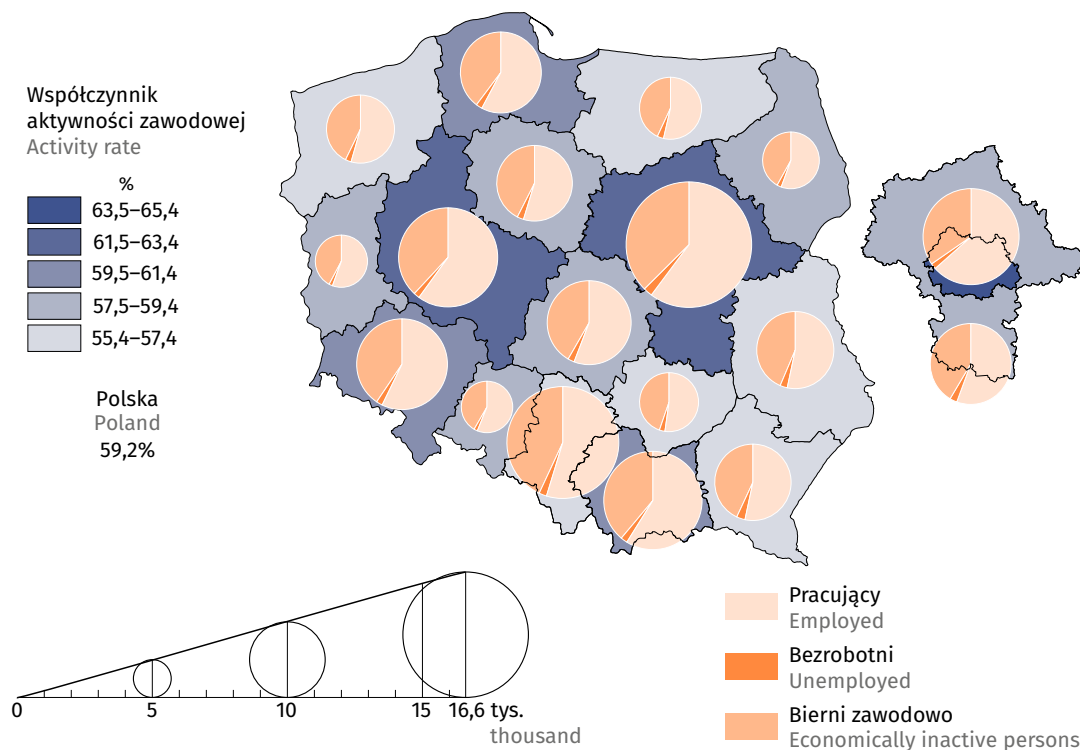 Współczynnik
aktywności zawodowej
Activity rate
%
63,5–65,4
61,5–63,4
59,5–61,4
57,5–59,4
55,4–57,4
Polska
Poland
59,2%
0 5 10 15 16,6 tys.
thousand
Pracujący
Employed
Bezrobotni
Unemployed
Bierni zawodowo
Economically inactive persons